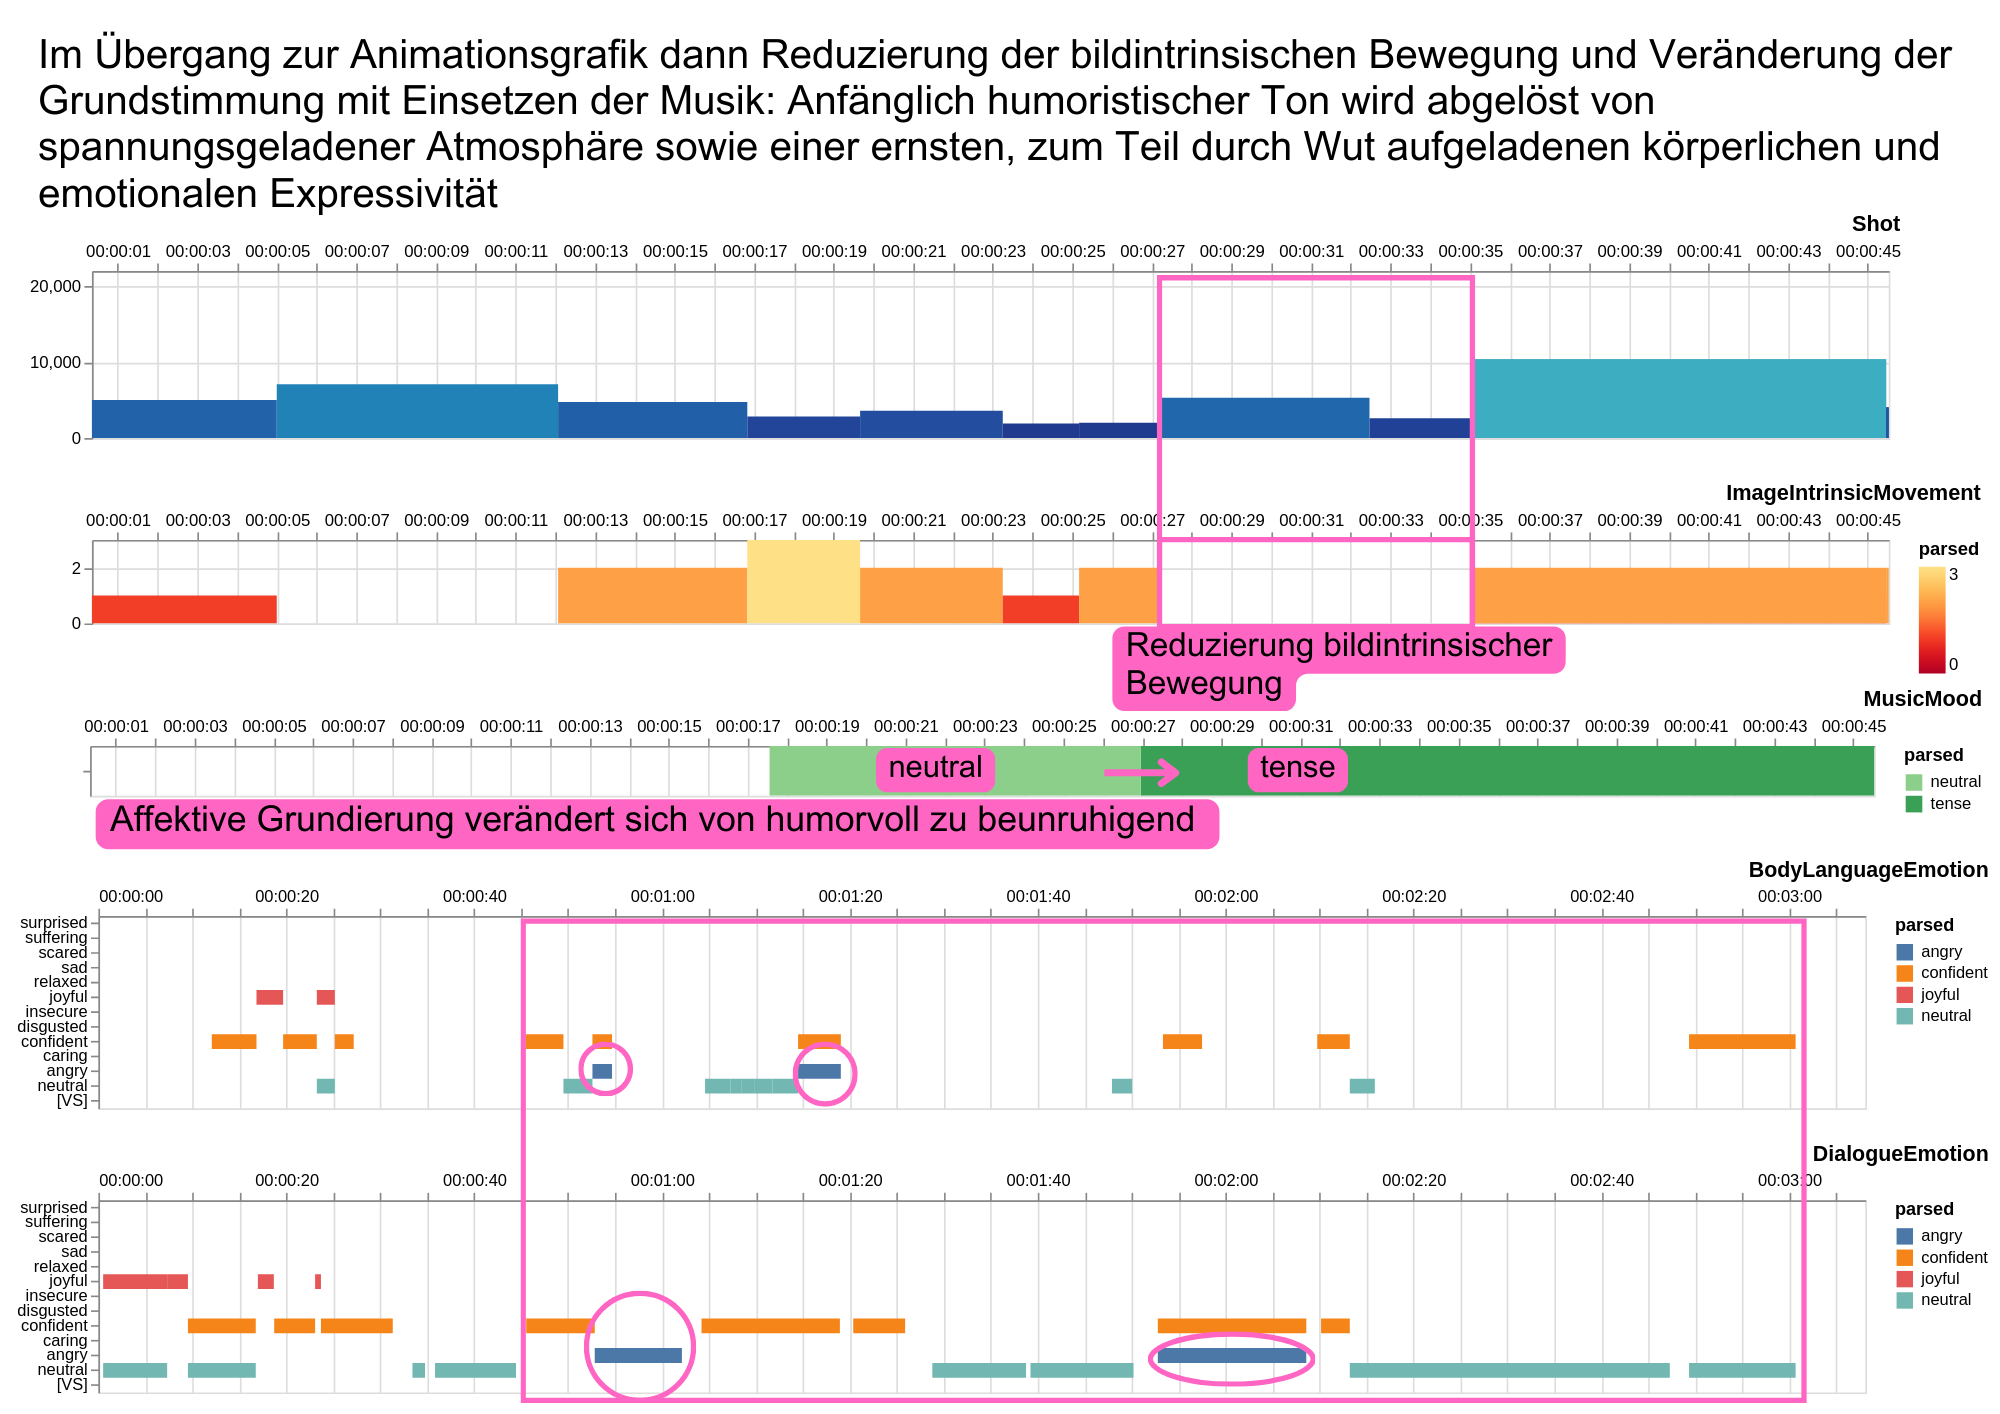 Im Übergang zur Animationsgrafik dann Reduzierung der bildintrinsischen Bewegung und Veränderung der
Grundstimmung mit Einsetzen der Musik: Anfänglich humoristischer Ton wird abgelöst von
spannungsgeladener Atmosphäre sowie einer ernsten, zum Teil durch Wut aufgeladenen körperlichen und
emotionalen Expressivität
Shot
00:00:01 00:00:03 00:00:05 00:00:07 00:00:09 00:00:11 00:00:13 00:00:15 00:00:17 00:00:19 00:00:21 00:00:23 00:00:25 00:00:27 00:00:29 00:00:31 00:00:33 00:00:35 00:00:37 00:00:39 00:00:41 00:00:43 00:00:45
20,000
10,000
0
ImageIntrinsicMovement
00:00:01 00:00:03 00:00:05 00:00:07 00:00:09 00:00:11 00:00:13 00:00:15 00:00:17 00:00:19 00:00:21 00:00:23 00:00:25 00:00:27 00:00:29 00:00:31 00:00:33 00:00:35 00:00:37 00:00:39 00:00:41 00:00:43 00:00:45
2
0
parsed
3
0
Reduzierung bildintrinsischer
Bewegung
MusicMood
00:00:01 00:00:03 00:00:05 00:00:07 00:00:09 00:00:11 00:00:13 00:00:15 00:00:17 00:00:19 00:00:21 00:00:23 00:00:25 00:00:27 00:00:29 00:00:31 00:00:33 00:00:35 00:00:37 00:00:39 00:00:41 00:00:43 00:00:45
neutral tense
parsed
neutral
tense
Affektive Grundierung verändert sich von humorvoll zu beunruhigend
BodyLanguageEmotion
00:00:00 00:00:20 00:00:40 00:01:00 00:01:20 00:01:40 00:02:00 00:02:20 00:02:40 00:03:00
surprised
suffering
scared
sad
relaxed
joyful
insecure
disgusted
confident
caring
angry
neutral
[VS]
parsed
angry
confident
joyful
neutral
DialogueEmotion
00:00:00 00:00:20 00:00:40 00:01:00 00:01:20 00:01:40 00:02:00 00:02:20 00:02:40 00:03:00
surprised
suffering
scared
sad
relaxed
joyful
insecure
disgusted
confident
caring
angry
neutral
[VS]
parsed
angry
confident
joyful
neutral